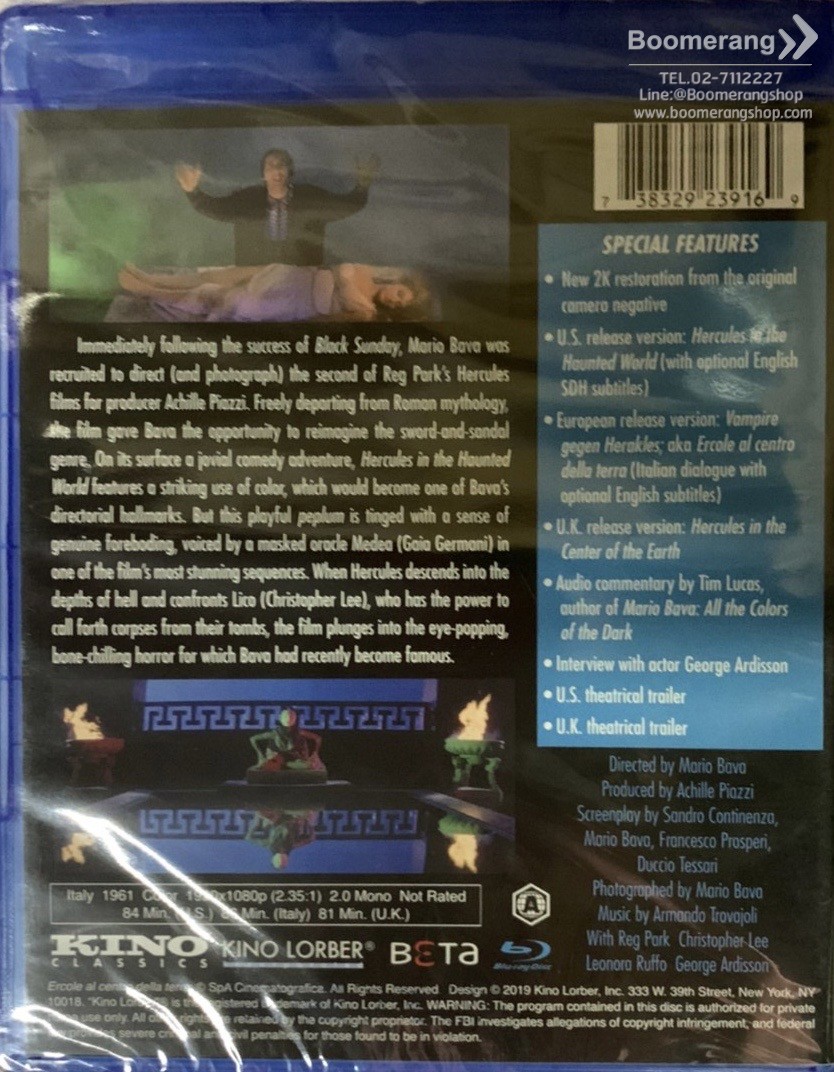 Boomerang
TEL.02-7112227
Line:@Boomerangshop
www.boomerangshop.com
7 38329 23916 9
Immediately following the success of Black Sunday, Mario Bava was
recruited to direct (and photograph) the second of Reg Park's Hercules
films for producer Achille Piazzi. Freely departing from Roman mythology,
the film gave Bava the opportunity to reimagine the sword-and-sandal
genre. On its surface a jovial comedy adventure, Hercules in the Haunted
World features a striking use of color, which would become one of Bava's
directorial hallmarks. But this playful peplum is tinged with a sense of
genuine foreboding, voiced by a masked oracle Medea (Gaia Germani) in
one of the film's most stunning sequences. When Hercules descends into the
depths of hell and confronts Lico (Christopher Lee), who has the power to
call forth corpses from their tombs, the film plunges into the eye-popping,
bone-chilling horror for which Bava had recently become famous.
SPECIAL FEATURES
• New 2K restoration from the original
camera negative
• U.S. release version: Hercules in the
Haunted World (with optional English
SDH subtitles)
• European release version: Vampire
gegen Herakles; aka Ercole al centro
della terra (Italian dialogue with
optional English subtitles)
• U.K. release version: Hercules in the
Center of the Earth
• Audio commentary by Tim Lucas,
author of Mario Bava: All the Colors
of the Dark
• Interview with actor George Ardisson
• U.S. theatrical trailer
• U.K. theatrical trailer
Directed by Mario Bava
Produced by Achille Piazzi
Screenplay by Sandro Continenza,
Mario Bava, Francesco Prosperi,
Duccio Tessari
Photographed by Mario Bava
Music by Armando Trovajoli
With Reg Park Christopher Lee
Leonora Ruffo George Ardisson
Italy 1961 Color 1920x1080p (2.35:1) 2.0 Mono Not Rated
84 Min. (U.S.) Min. (Italy) 81 Min. (U.K.)
KINO
CLASSICS
KINO LORBER®
BETA
A
Blu-ray Disc
Ercole al centro della terra © SpA Cinematografica. All Rights Reserved. Design © 2019 Kino Lorber, Inc. 333 W. 39th Street, New York, NY
10018. "Kino Lorber" is the registered trademark of Kino Lorber, Inc. WARNING: The program contained in this disc is authorized for private
use only. All rights are retained by the copyright proprietor. The FBI investigates allegations of copyright infringement, and federal
provides severe criminal and civil penalties for those found to be in violation.